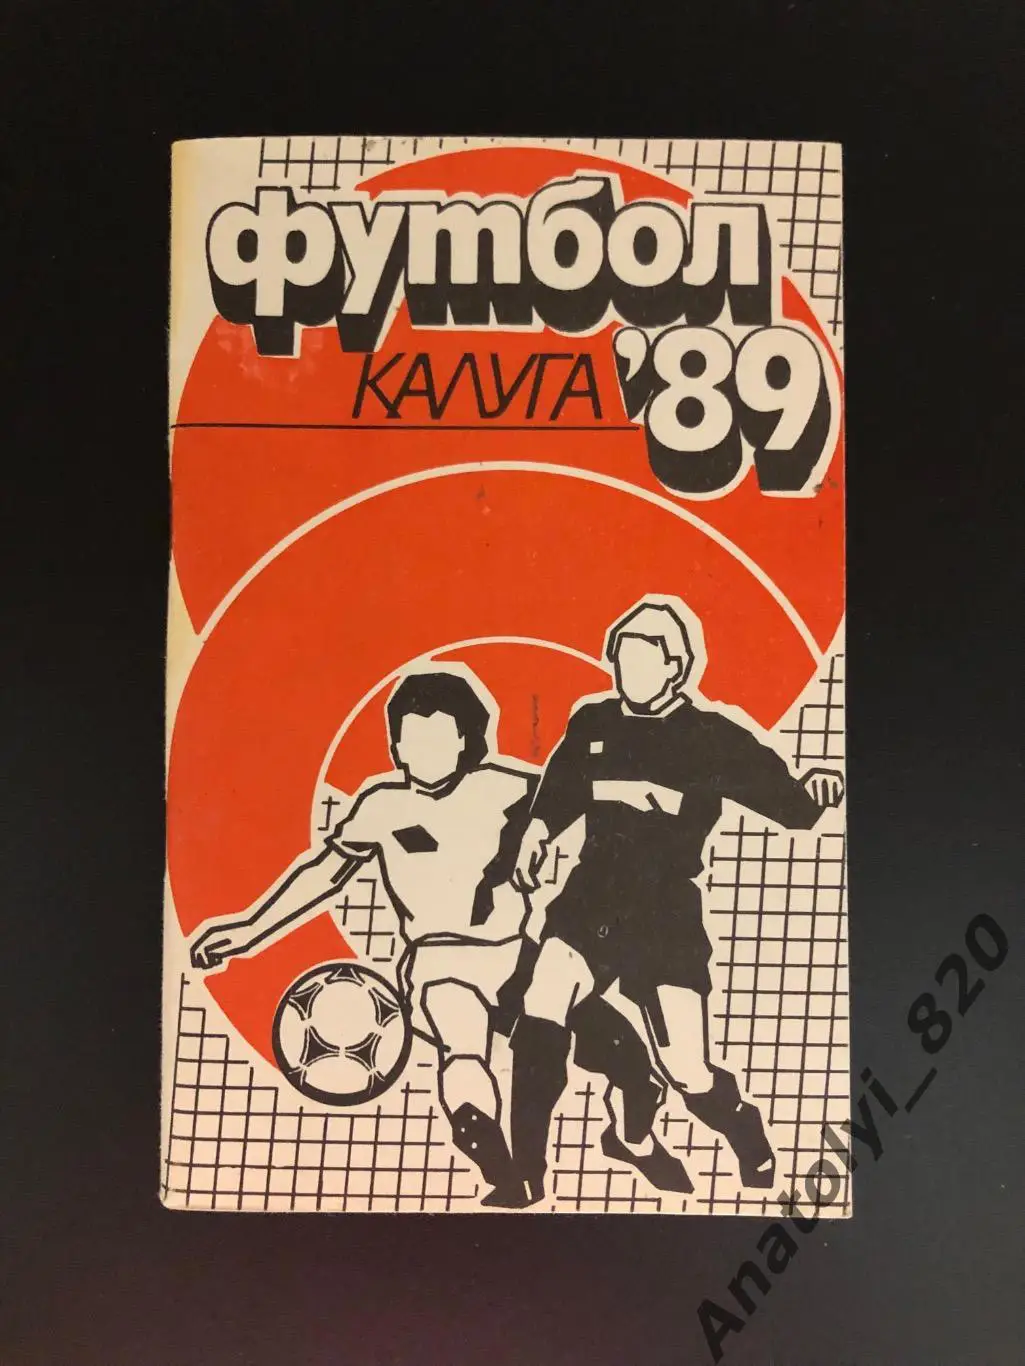 футбол
'89
КАЛУГА
Anatolyi_820